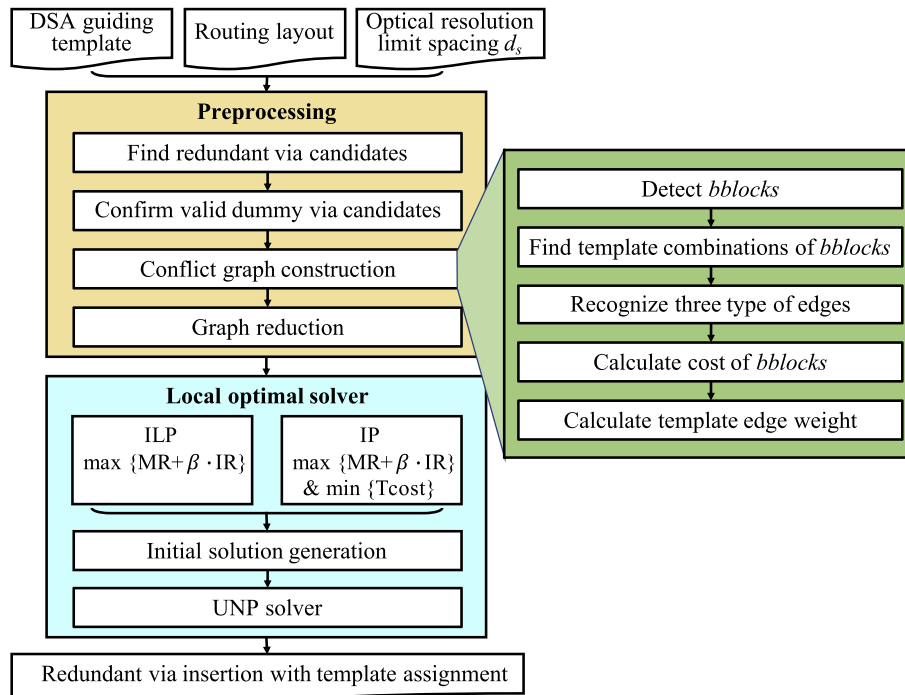 DSA guiding
template
Routing layout
Optical resolution
limit spacing d_s
Preprocessing
Find redundant via candidates
Confirm valid dummy via candidates
Conflict graph construction
Graph reduction
Detect bblocks
Find template combinations of bblocks
Recognize three type of edges
Calculate cost of bblocks
Calculate template edge weight
Local optimal solver
ILP
max {MR+ β · IR}
IP
max {MR+ β · IR}
& min {Tcost}
Initial solution generation
UNP solver
Redundant via insertion with template assignment